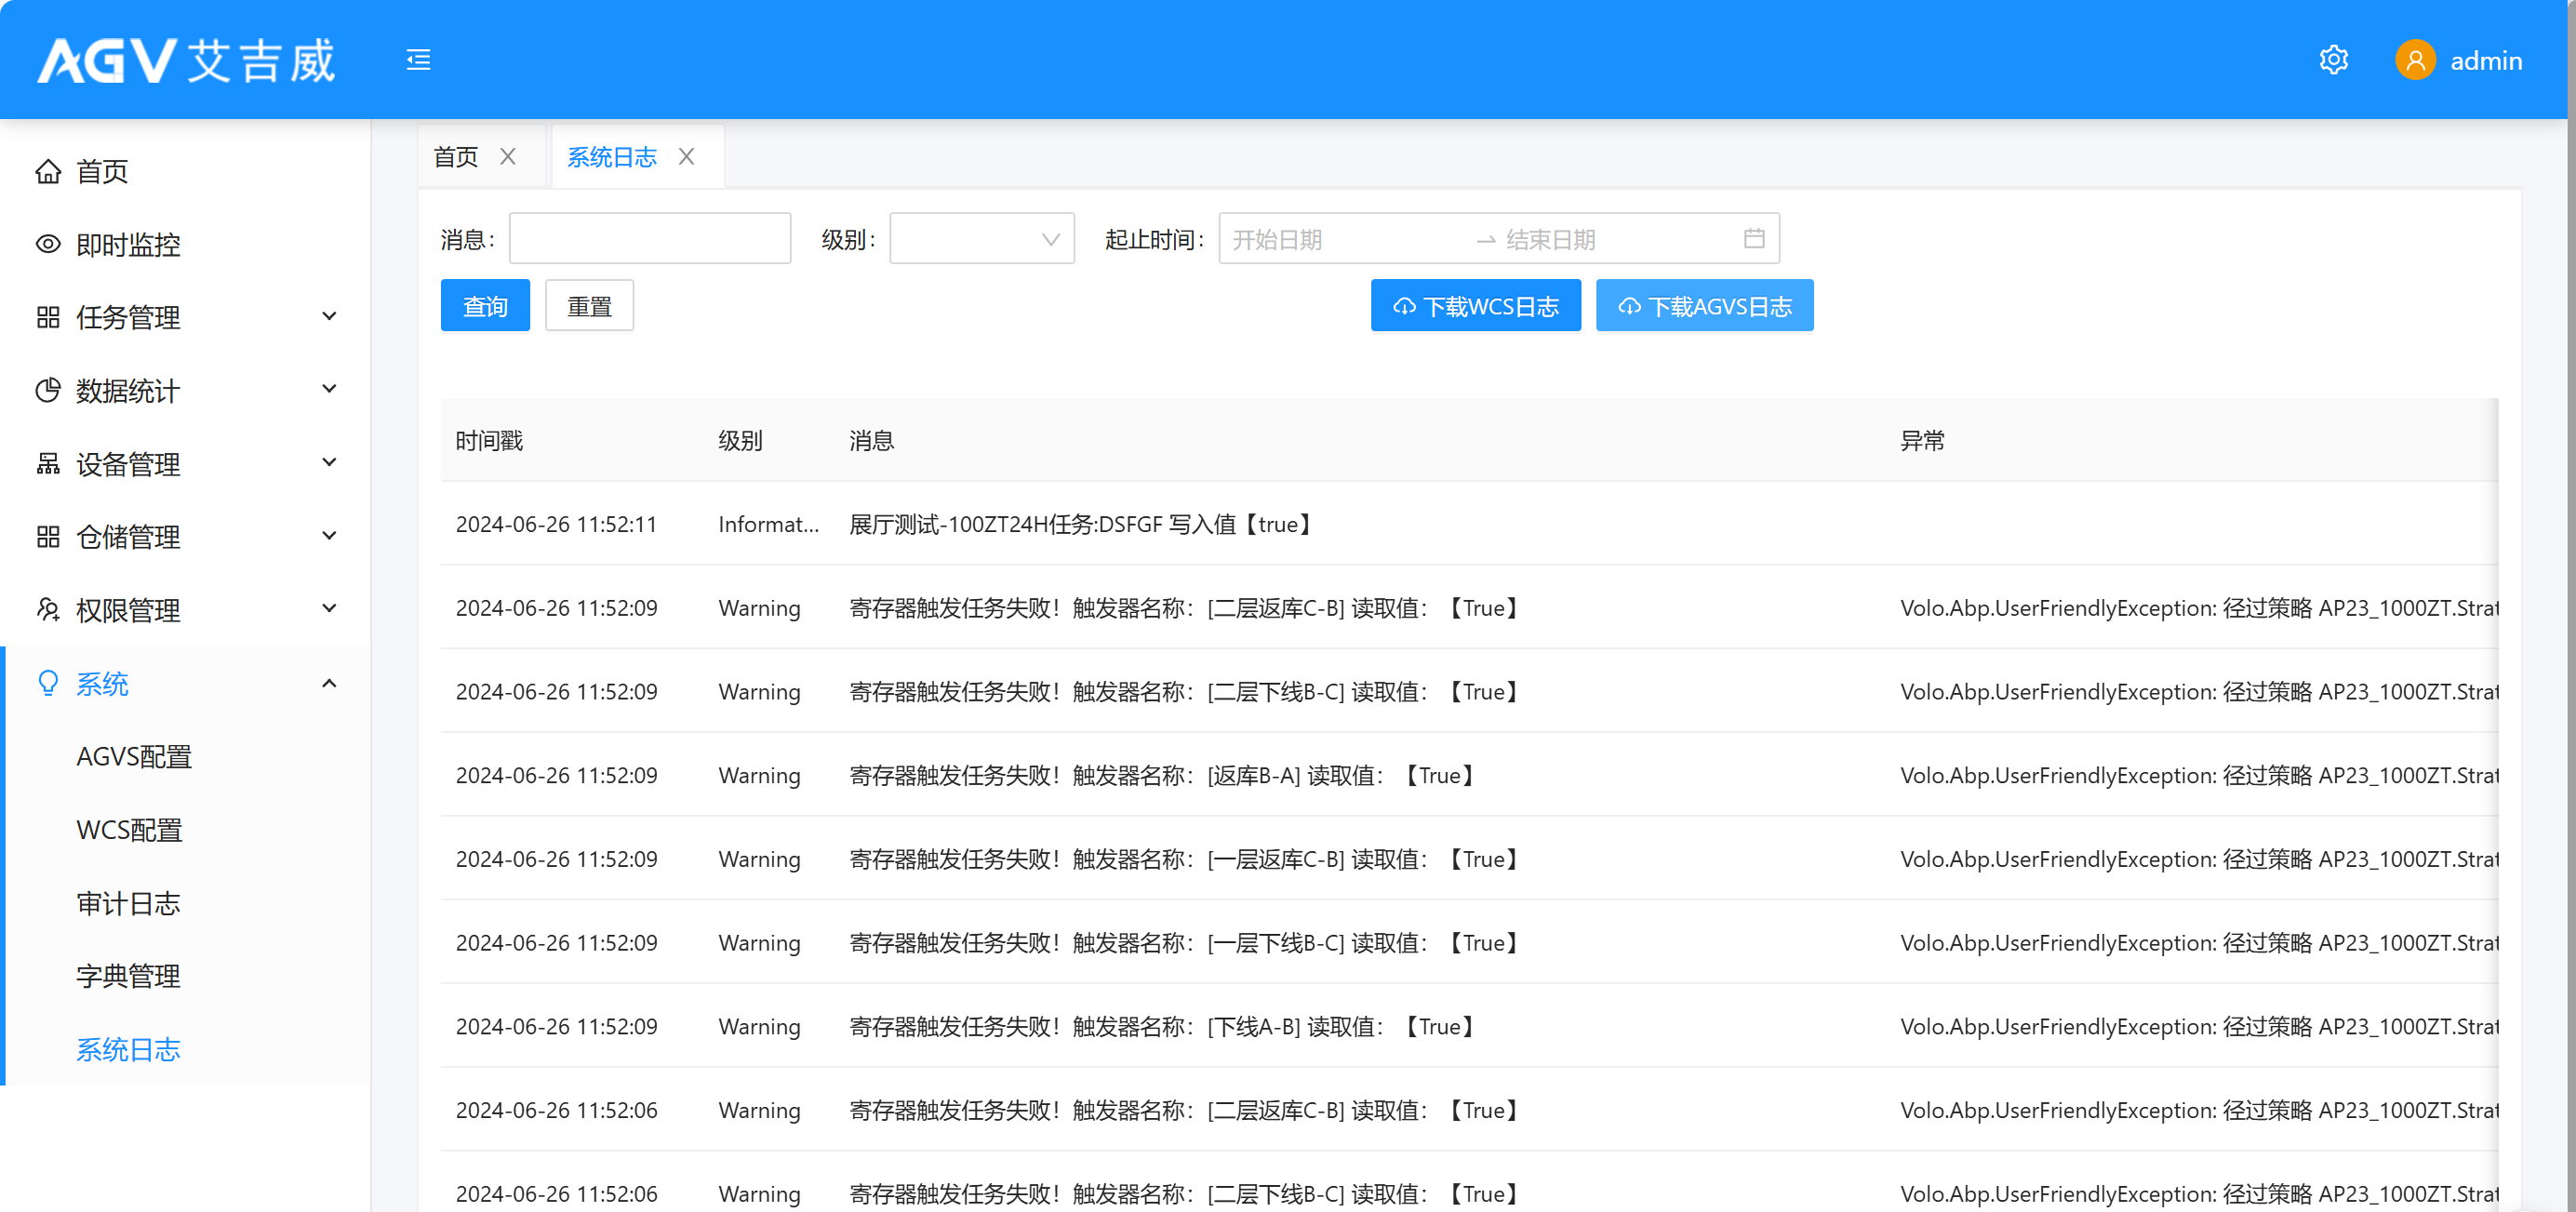 AGV艾吉威
admin
首页
即时监控
任务管理
数据统计
设备管理
仓储管理
权限管理
系统
AGVS配置
WCS配置
审计日志
字典管理
系统日志
首页 系统日志
消息: 级别: 起止时间: 开始日期 结束日期
查询 重置 下载WCS日志 下载AGVS日志
时间戳 级别 消息 异常
2024-06-26 11:52:11 Informat... 展厅测试-100ZT24H任务:DSFGF 写入值【true】
2024-06-26 11:52:09 Warning 寄存器触发任务失败！触发器名称：[二层返库C-B] 读取值：【True】 Volo.Abp.UserFriendlyException: 径过策略 AP23_1000ZT.Strat
2024-06-26 11:52:09 Warning 寄存器触发任务失败！触发器名称：[二层下线B-C] 读取值：【True】 Volo.Abp.UserFriendlyException: 径过策略 AP23_1000ZT.Strat
2024-06-26 11:52:09 Warning 寄存器触发任务失败！触发器名称：[返库B-A] 读取值：【True】 Volo.Abp.UserFriendlyException: 径过策略 AP23_1000ZT.Strat
2024-06-26 11:52:09 Warning 寄存器触发任务失败！触发器名称：[一层返库C-B] 读取值：【True】 Volo.Abp.UserFriendlyException: 径过策略 AP23_1000ZT.Strat
2024-06-26 11:52:09 Warning 寄存器触发任务失败！触发器名称：[一层下线B-C] 读取值：【True】 Volo.Abp.UserFriendlyException: 径过策略 AP23_1000ZT.Strat
2024-06-26 11:52:09 Warning 寄存器触发任务失败！触发器名称：[下线A-B] 读取值：【True】 Volo.Abp.UserFriendlyException: 径过策略 AP23_1000ZT.Strat
2024-06-26 11:52:06 Warning 寄存器触发任务失败！触发器名称：[二层返库C-B] 读取值：【True】 Volo.Abp.UserFriendlyException: 径过策略 AP23_1000ZT.Strat
2024-06-26 11:52:06 Warning 寄存器触发任务失败！触发器名称：[二层下线B-C] 读取值：【True】 Volo.Abp.UserFriendlyException: 径过策略 AP23_1000ZT.Strat